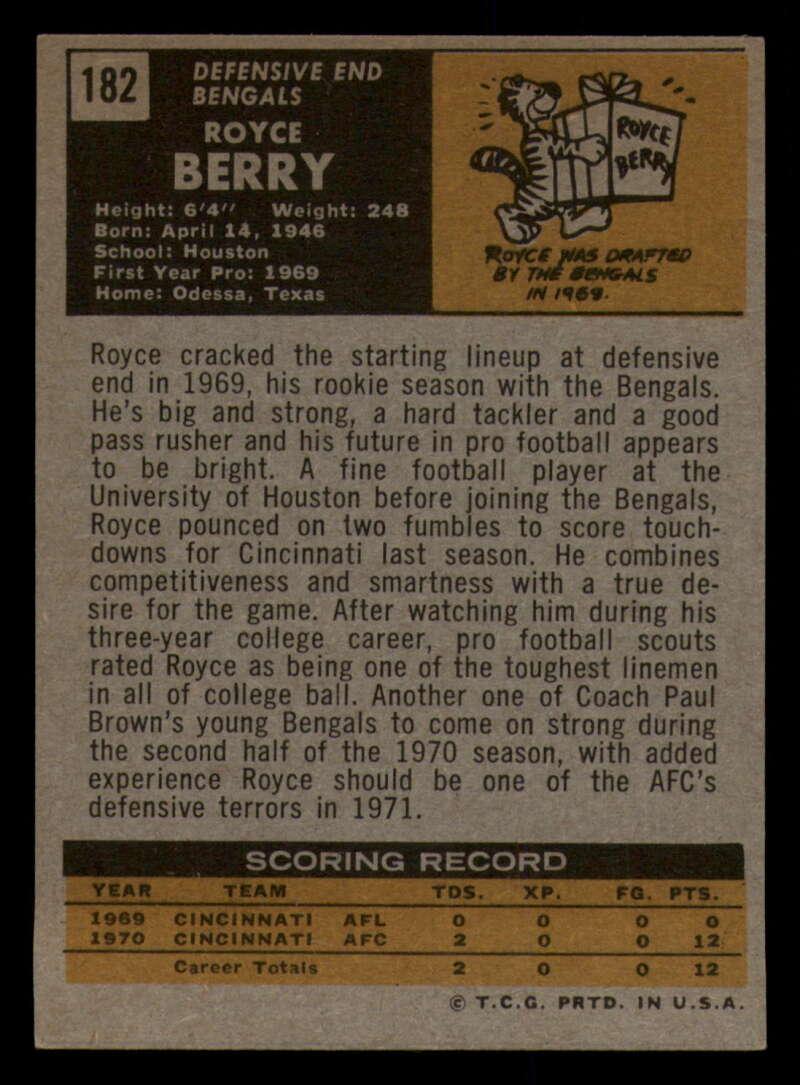 182
DEFENSIVE END
BENGALS
ROYCE
BERRY
Height: 6'4" Weight: 248
Born: April 14, 1946
School: Houston
First Year Pro: 1969
Home: Odessa, Texas
ROYCE
BERRY
ROYCE WAS DRAFTED
BY THE BENGALS
IN 1969.
Royce cracked the starting lineup at defensive
end in 1969, his rookie season with the Bengals.
He's big and strong, a hard tackler and a good
pass rusher and his future in pro football appears
to be bright. A fine football player at the
University of Houston before joining the Bengals,
Royce pounced on two fumbles to score touch-
downs for Cincinnati last season. He combines
competitiveness and smartness with a true de-
sire for the game. After watching him during his
three-year college career, pro football scouts
rated Royce as being one of the toughest linemen
in all of college ball. Another one of Coach Paul
Brown's young Bengals to come on strong during
the second half of the 1970 season, with added
experience Royce should be one of the AFC's
defensive terrors in 1971.
SCORING RECORD
YEAR TEAM TDS. XP. FG. PTS.
1969 CINCINNATI AFL 0 0 0 0
1970 CINCINNATI AFC 2 0 0 12
Career Totals 2 0 0 12
© T.C.G. PRTD. IN U.S.A.